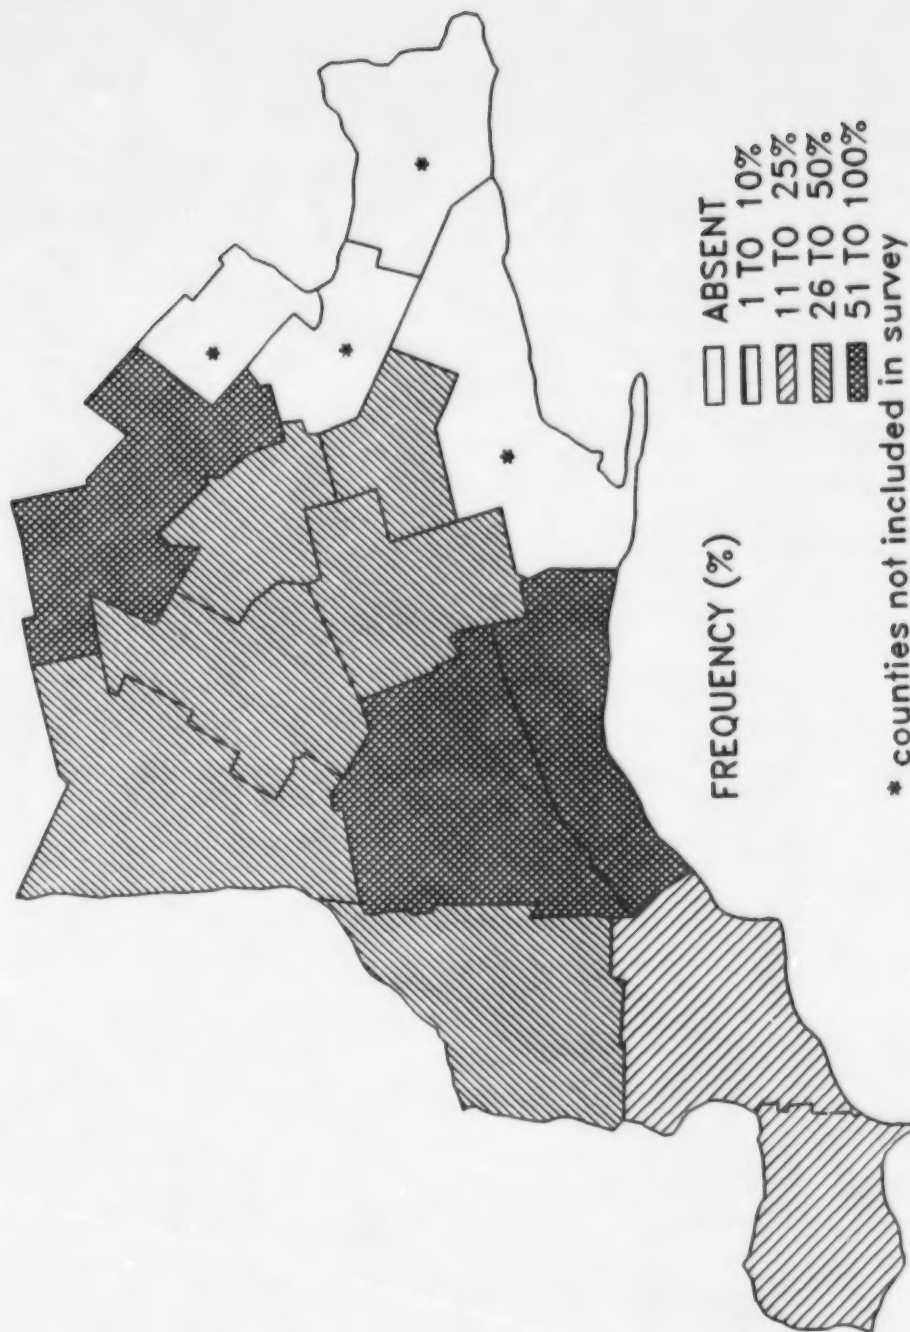 FREQUENCY (%)
ABSENT
1 TO 10%
11 TO 25%
26 TO 50%
51 TO 100%
* counties not included in survey